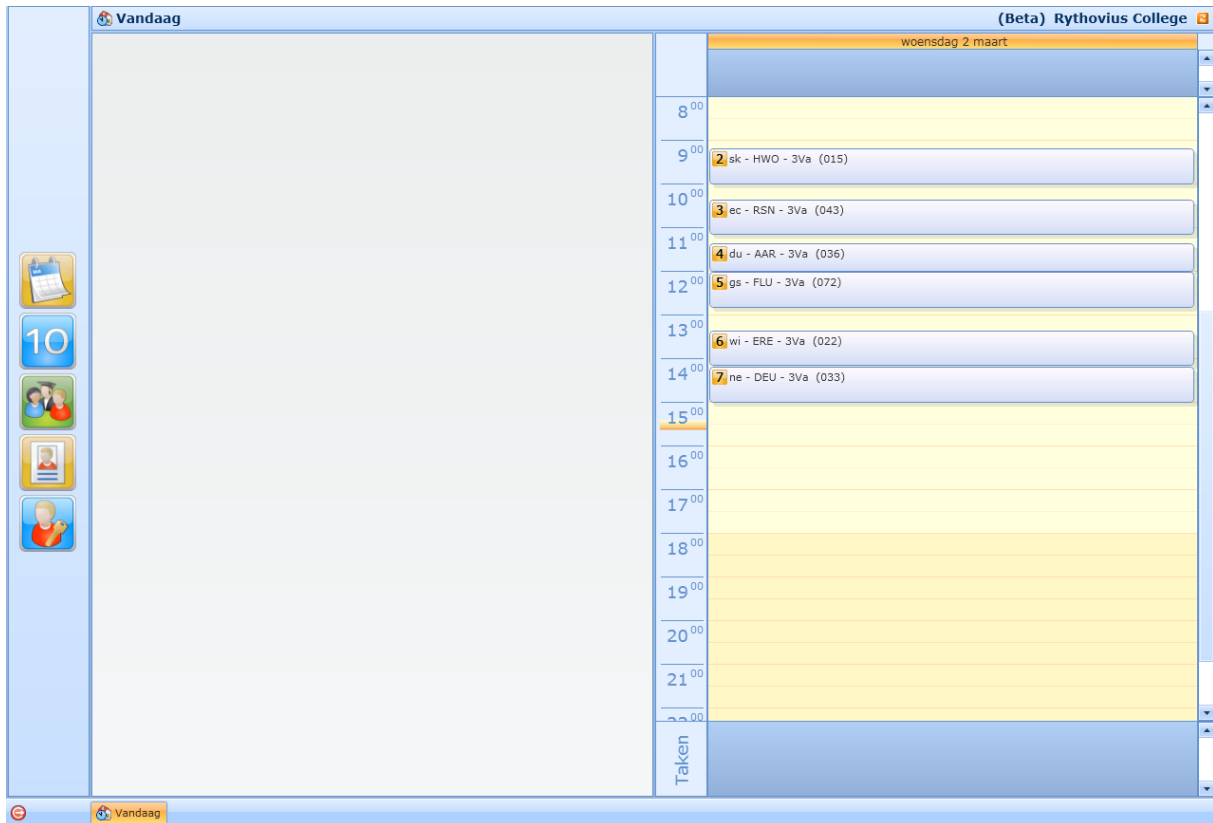 Vandaag
(Beta) Rythovius College
woensdag 2 maart
8 00
9 00
2 sk - HWO - 3Va (015)
10 00
3 ec - RSN - 3Va (043)
11 00
4 du - AAR - 3Va (036)
12 00
5 gs - FLU - 3Va (072)
13 00
6 wi - ERE - 3Va (022)
14 00
7 ne - DEU - 3Va (033)
15 00
16 00
17 00
18 00
19 00
20 00
21 00
00
10
Taken
Vandaag